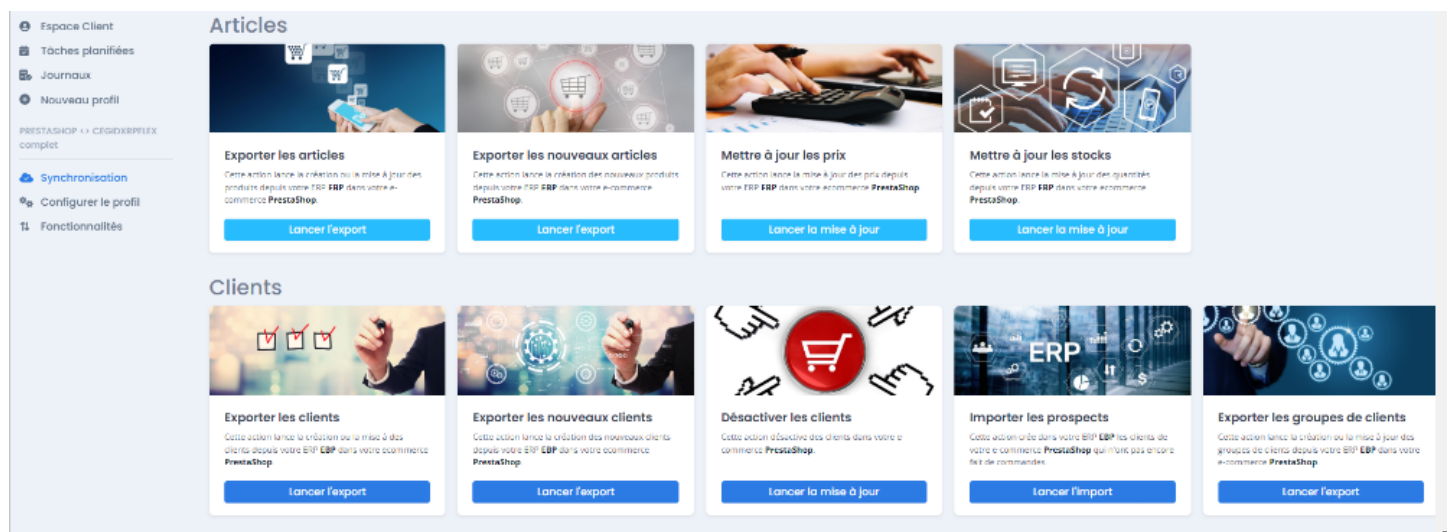 Espace Client
Tâches planifiées
Journaux
Nouveau profil
PRESTASHOP <> CEGIDXRPFLEX
complet
Synchronisation
Configurer le profil
Fonctionnalités
Articles
Exporter les articles
Cette action lance la création ou la mise à jour des
produits depuis votre ERP EBP dans votre e-
commerce PrestaShop.
Lancer l'export
Exporter les nouveaux articles
Cette action lance la création des nouveaux produits
depuis votre ERP EBP dans votre e-commerce
PrestaShop.
Lancer l'export
Mettre à jour les prix
Cette action lance la mise à jour des prix depuis
votre ERP EBP dans votre ecommerce PrestaShop
Lancer la mise à jour
Mettre à jour les stocks
Cette action lance la mise à jour des quantités
depuis votre ERP EBP dans votre ecommerce
PrestaShop.
Lancer la mise à jour
Clients
Exporter les clients
Cette action lance la création ou la mise à des
clients depuis votre ERP EBP dans votre ecommerce
PrestaShop.
Lancer l'export
Exporter les nouveaux clients
Cette action lance la création des nouveaux clients
depuis votre ERP EBP dans votre ecommerce
PrestaShop.
Lancer l'export
Désactiver les clients
Cette action désactive des clients dans votre e-
commerce PrestaShop.
Lancer la mise à jour
ERP
Importer les prospects
Cette action crée dans votre ERP EBP les clients de
votre e-commerce PrestaShop qui n'ont pas encore
fait de commandes
Lancer l'import
Exporter les groupes de clients
Cette action lance la création ou la mise à jour des
groupes de clients depuis votre ERP EBP dans votre
e-commerce PrestaShop.
Lancer l'export